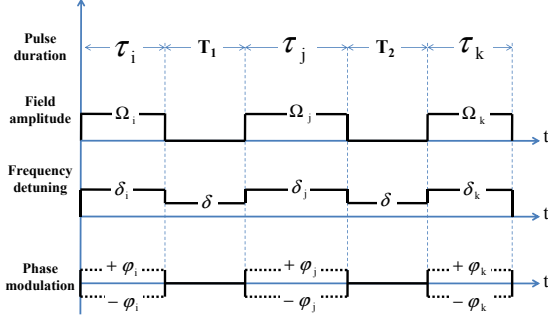 Pulse duration τi T1 τj T2 τk
Field amplitude Ωi Ωj Ωk t
Frequency detuning δi δ δj δ δk t
+ φi + φj + φk
Phase modulation t
− φi − φj − φk